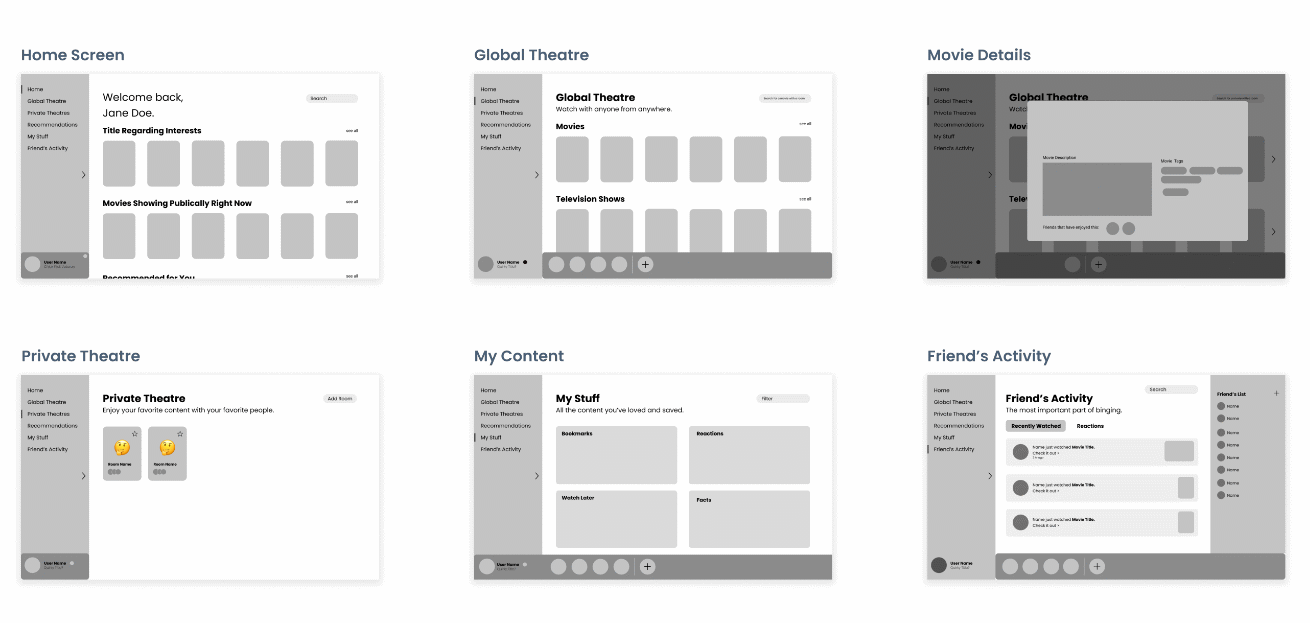 Home Screen
Home
Global Theatre
Private Theatres
Recommendations
My Stuff
Friend's Activity
Welcome back,
Jane Doe.
Search
Title Regarding Interests
see all
Movies Showing Publically Right Now
see all
Recommended for You
see all
User Name
Global Theatre
Home
Global Theatre
Private Theatres
Recommendations
My Stuff
Friend's Activity
Global Theatre
Watch with anyone from anywhere.
Movies
see all
Television Shows
see all
User Name
+
Movie Details
Home
Global Theatre
Private Theatres
Recommendations
My Stuff
Friend's Activity
Global Theatre
Movie Description
Movie Tags
Friends that have enjoyed this:
User Name
+
Private Theatre
Home
Global Theatre
Private Theatres
Recommendations
My Stuff
Friend's Activity
Private Theatre
Enjoy your favorite content with your favorite people.
Add Room
Room Name
Room Name
User Name
My Content
Home
Global Theatre
Private Theatres
Recommendations
My Stuff
Friend's Activity
My Stuff
All the content you've loved and saved.
Filter
Bookmarks
Reactions
Watch Later
Facts
User Name
+
Friend's Activity
Home
Global Theatre
Private Theatres
Recommendations
My Stuff
Friend's Activity
Search
Friend's Activity
The most important part of binging.
Recently Watched
Reactions
Name just watched Movie Title.
Check it out >
Name just watched Movie Title.
Check it out >
Name just watched Movie Title.
Check it out >
Friend's List
+
Name
Name
Name
Name
Name
Name
Name
Name
User Name
+